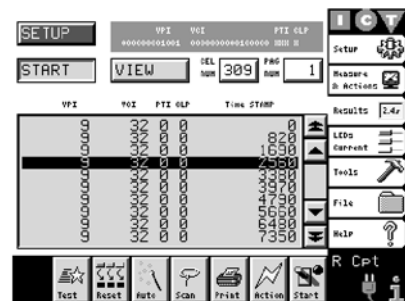 SETUP
VPI VCI PTI CLP
000000001001 0000000000100000
START
VIEW
CEL NUM 309
PAG NUM 1
VPI VCI PTI CLP Time STAMP
9 32 0 0 0
9 32 0 0 820
9 32 0 0 1690
9 32 0 0 2560
9 32 0 0 3380
9 32 0 0 3970
9 32 0 0 4790
9 32 0 0 5660
9 32 0 0 6480
9 32 0 0 7350
I C T
Setup
Measure & Actions
Results
LEDs Current
Tools
File
Help
R Cpt
Test Reset Auto Scan Print Action Start